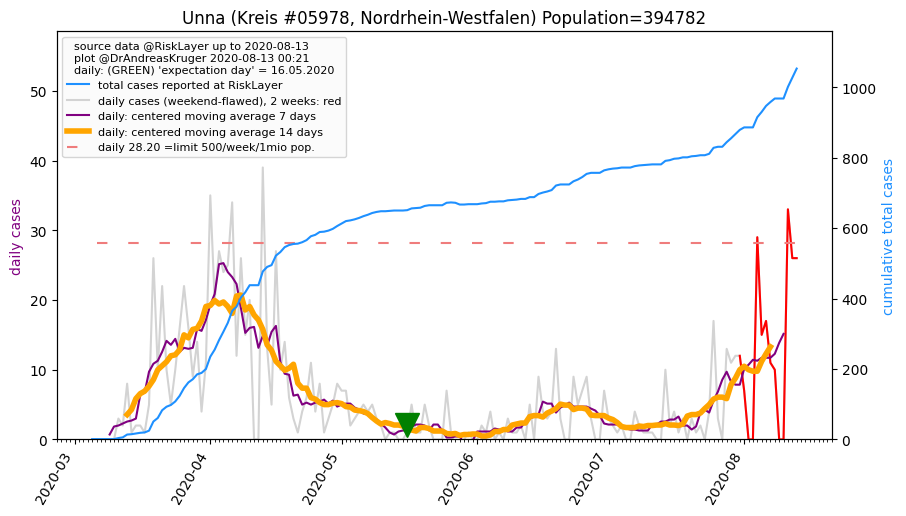 Unna (Kreis #05978, Nordrhein-Westfalen) Population=394782
source data @RiskLayer up to 2020-08-13
plot @DrAndreasKruger 2020-08-13 00:21
daily: (GREEN) 'expectation day' = 16.05.2020
total cases reported at RiskLayer
daily cases (weekend-flawed), 2 weeks: red
daily: centered moving average 7 days
daily: centered moving average 14 days
daily 28.20 =limit 500/week/1mio pop.
daily cases
50
40
30
20
10
0
cumulative total cases
1000
800
600
400
200
0
2020-03
2020-04
2020-05
2020-06
2020-07
2020-08